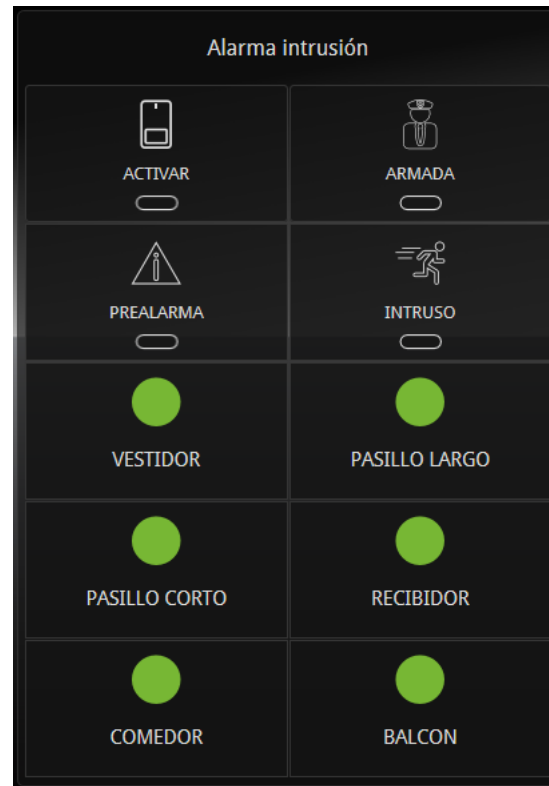 Alarma intrusión
ACTIVAR
ARMADA
PREALARMA
INTRUSO
VESTIDOR
PASILLO LARGO
PASILLO CORTO
RECIBIDOR
COMEDOR
BALCON